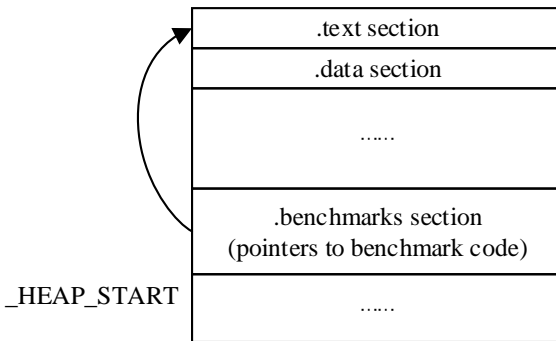 .text section
.data section
......
.benchmarks section
(pointers to benchmark code)
_HEAP_START
......